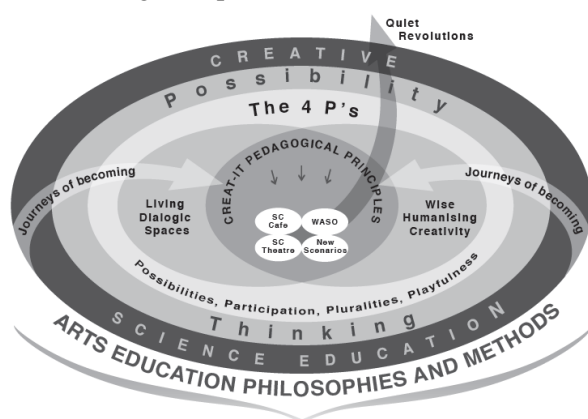 Quiet
Revolutions
CREATIVE
Possibility
The 4 P's
CREAT-IT PEDAGOGICAL PRINCIPLES
Journeys of becoming
Journeys of becoming
Living
Dialogic
Spaces
SC
Cafe
WASO
SC
Theatre
New
Scenarios
Wise
Humanising
Creativity
Possibilities, Participation, Pluralities, Playfulness
Thinking
SCIENCE EDUCATION
ARTS EDUCATION PHILOSOPHIES AND METHODS